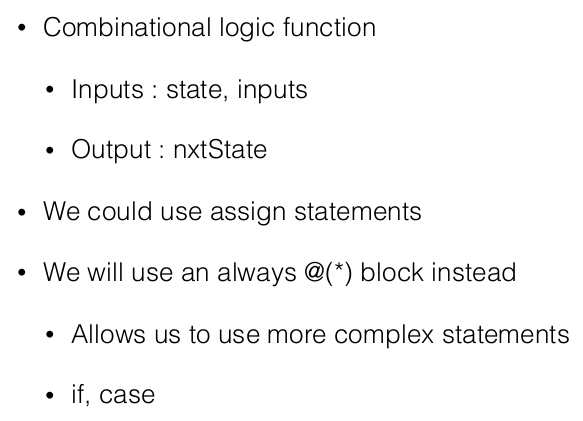 • Combinational logic function
• Inputs : state, inputs
• Output : nxtState
• We could use assign statements
• We will use an always @(*) block instead
• Allows us to use more complex statements
• if, case